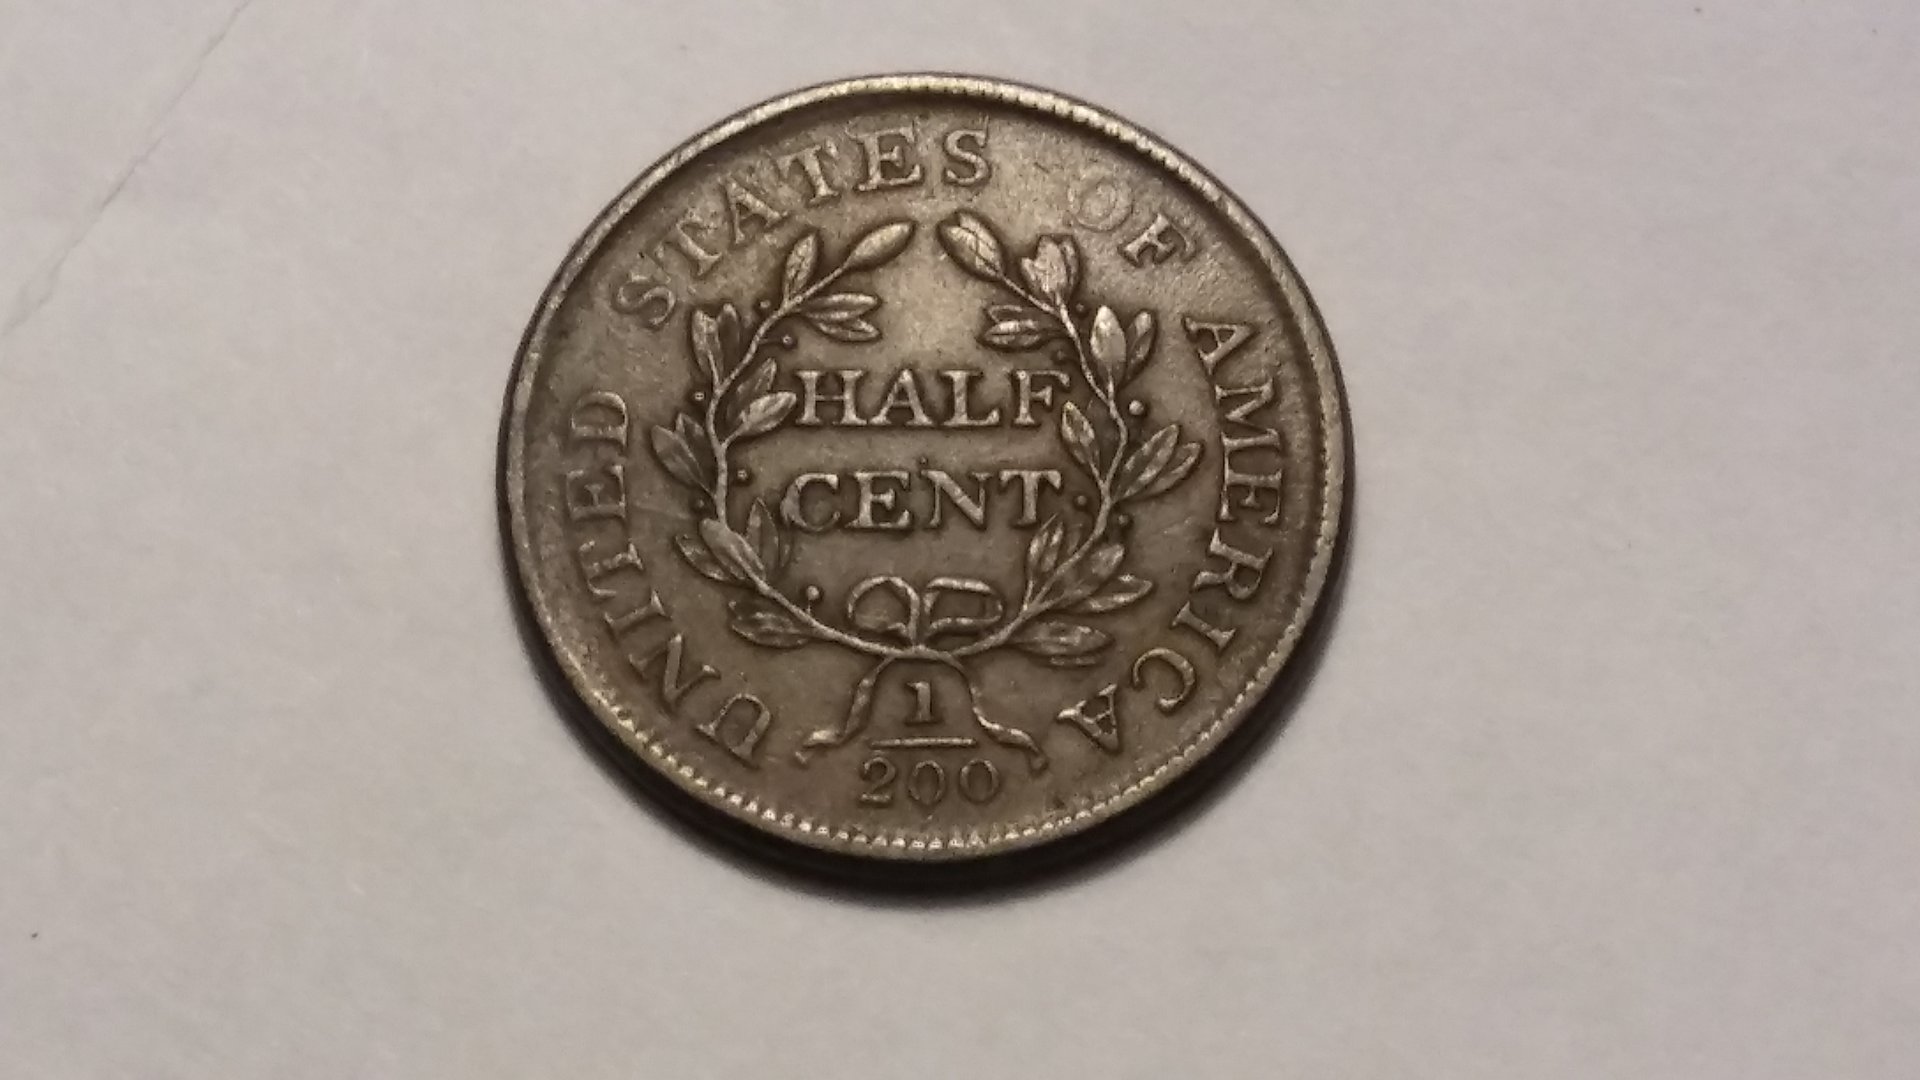 UNITED STATES OF AMERICA
HALF
CENT
1
200